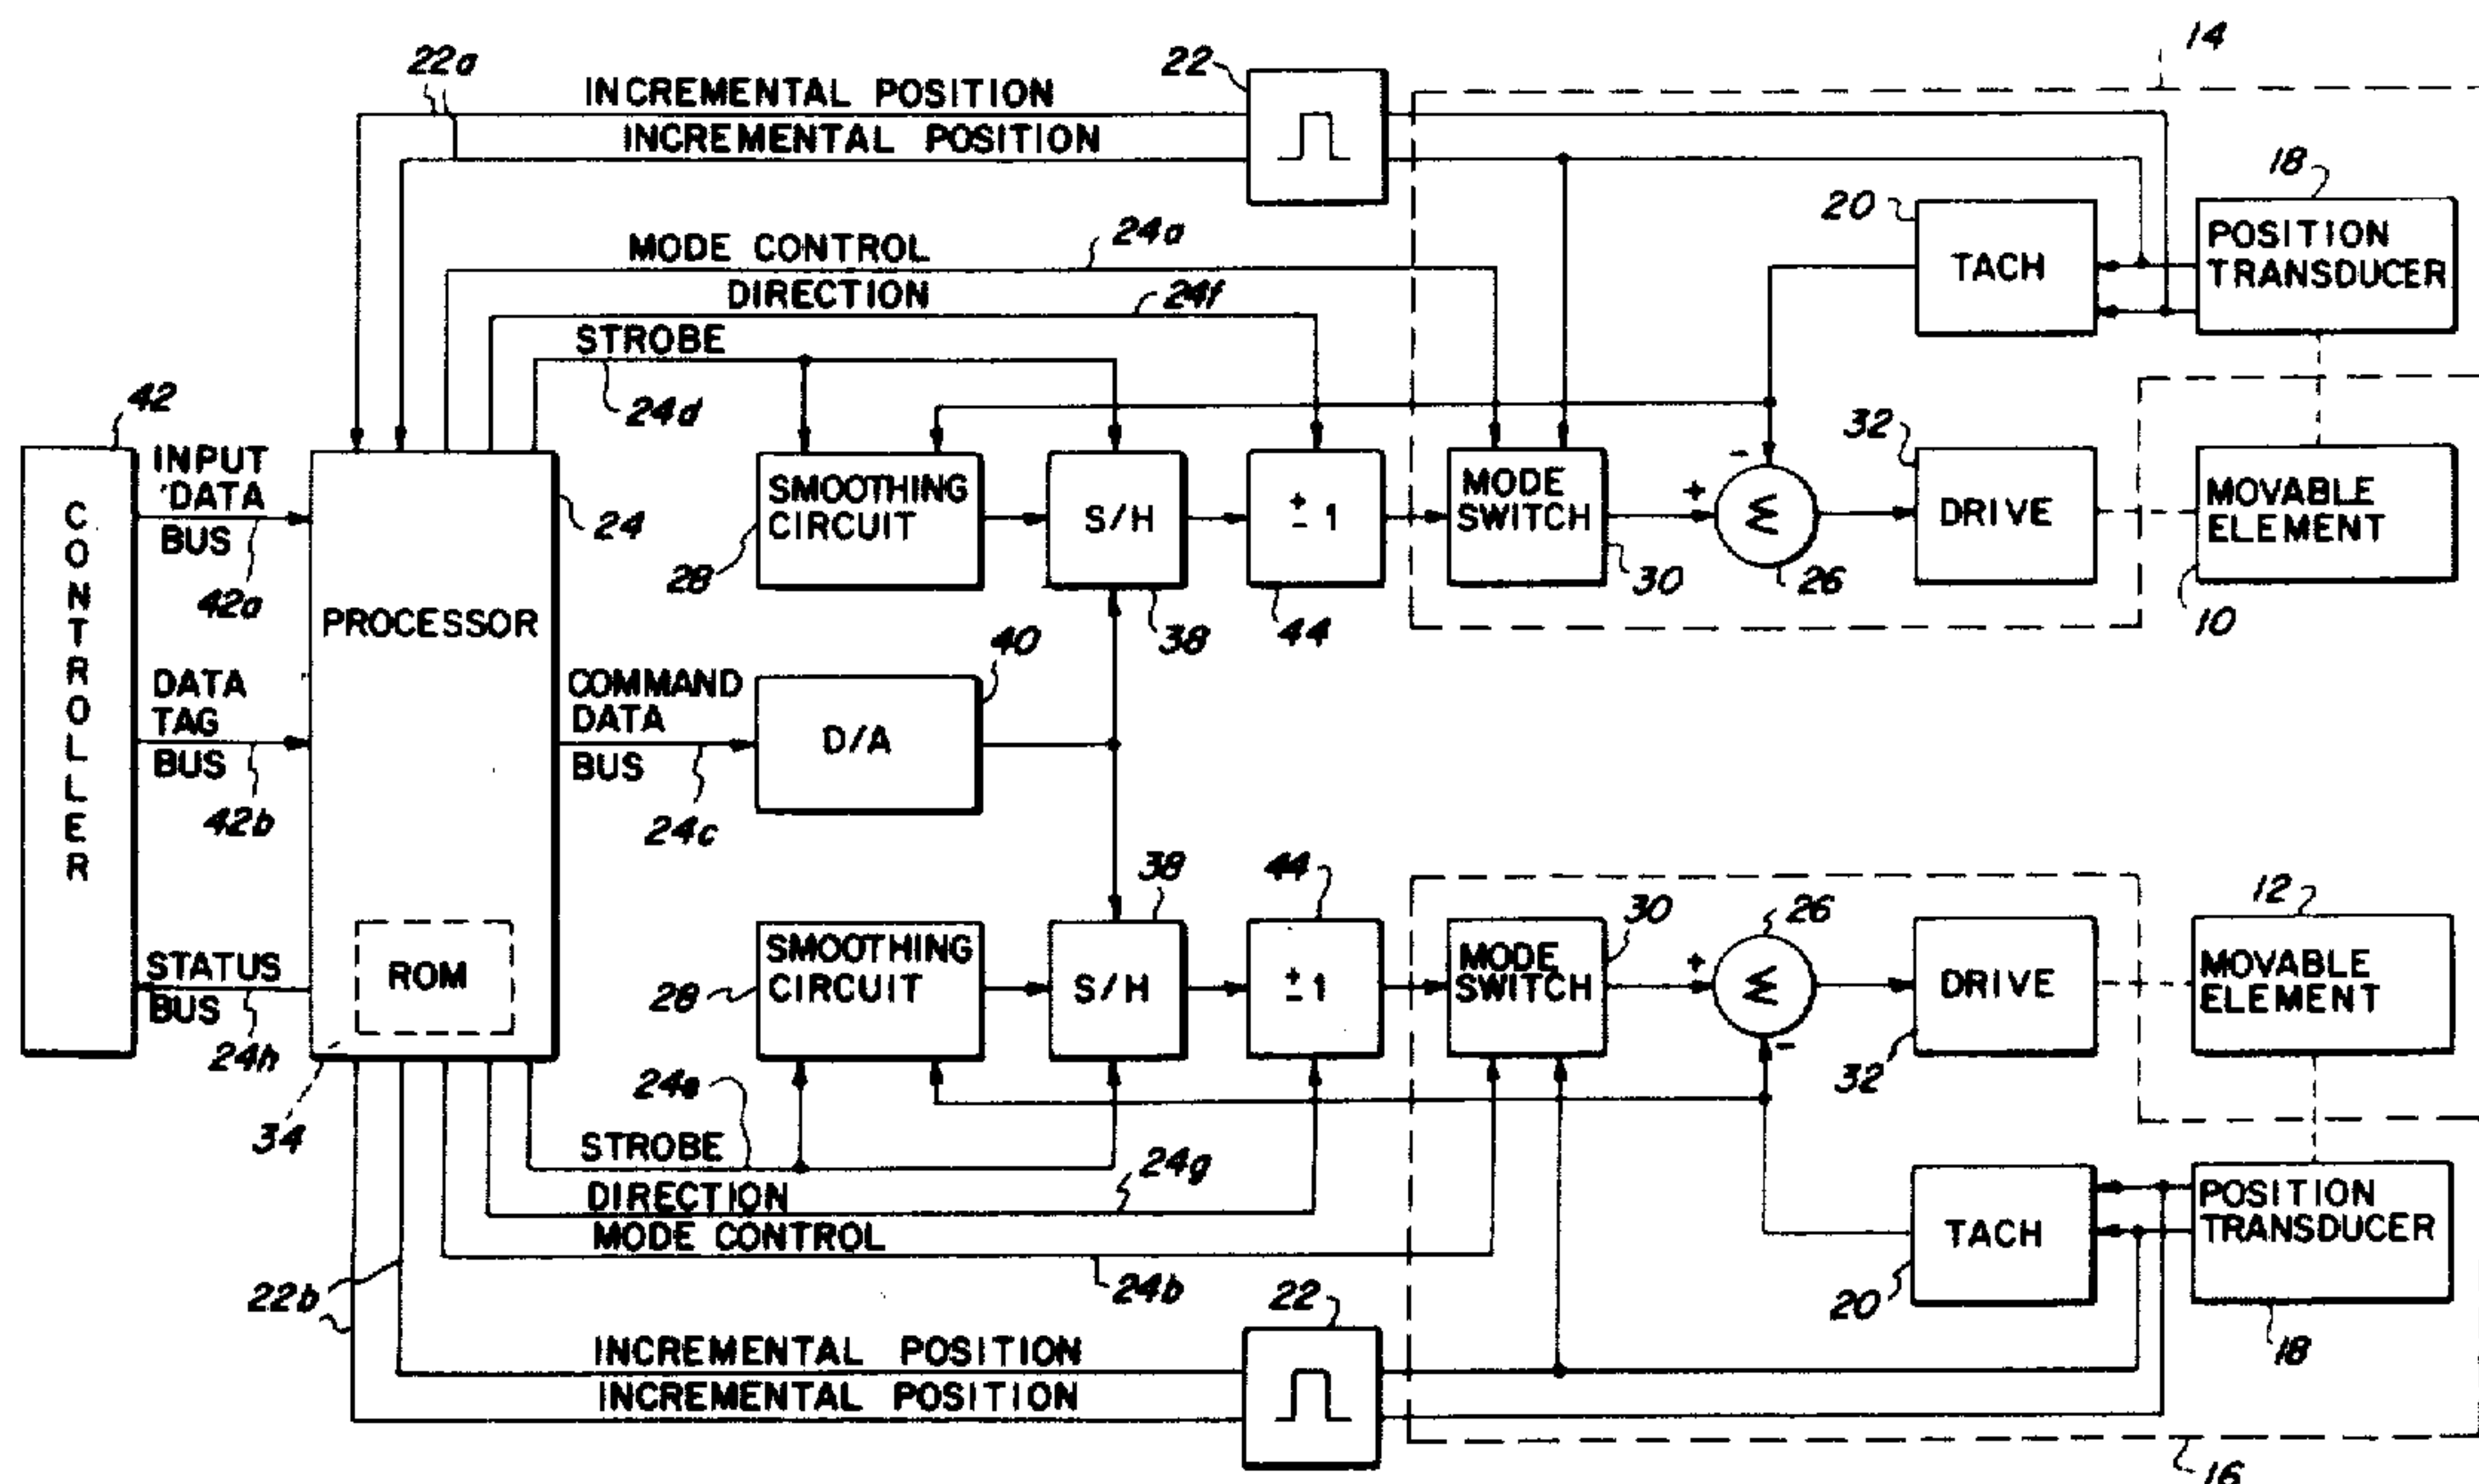 14
22a
22
INCREMENTAL POSITION
INCREMENTAL POSITION
18
20
MODE CONTROL
24a
TACH
POSITION
TRANSDUCER
DIRECTION
24f
STROBE
24d
42
32
INPUT
DATA
BUS
42a
24
SMOOTHING
CIRCUIT
28
S/H
38
+
- 1
44
MODE
SWITCH
30
-
+
Σ
26
DRIVE
MOVABLE
ELEMENT
10
CONTROLLER
PROCESSOR
DATA
TAG
BUS
42b
COMMAND
DATA
BUS
24c
40
D/A
38
44
30
26
12
STATUS
BUS
24h
ROM
34
SMOOTHING
CIRCUIT
28
S/H
+
- 1
MODE
SWITCH
+
Σ
-
DRIVE
32
MOVABLE
ELEMENT
24e
STROBE
24g
DIRECTION
MODE CONTROL
24b
TACH
20
POSITION
TRANSDUCER
18
22b
22
INCREMENTAL POSITION
INCREMENTAL POSITION
16